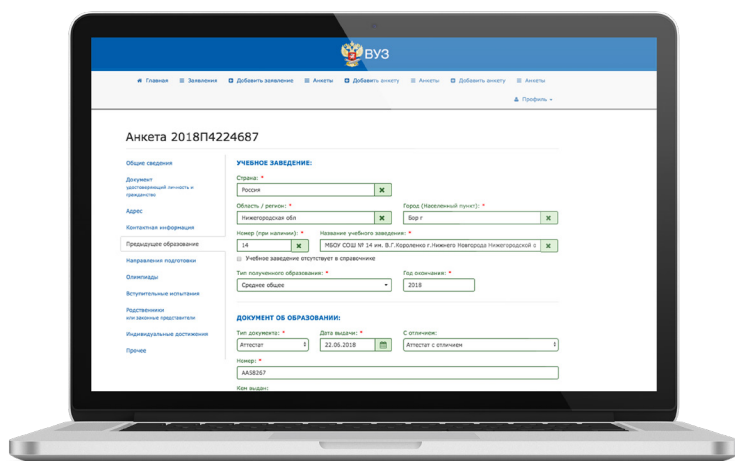 ВУЗ
Главная Заявления Добавить заявление Анкеты Добавить анкету Анкеты Добавить анкету Анкеты
Профиль
Анкета 2018П4224687
Общие сведения
Документ
удостоверяющий личность и
гражданство
Адрес
Контактная информация
Предыдущее образование
Направления подготовки
Олимпиады
Вступительные испытания
Родственники
или законные представители
Индивидуальные достижения
Прочее
УЧЕБНОЕ ЗАВЕДЕНИЕ:
Страна: *
Россия
Область / регион: * Город (Населенный пункт): *
Нижегородская обл Бор г
Номер (при наличии): * Название учебного заведения: *
14 МБОУ СОШ № 14 им. В.Г.Короленко г.Нижнего Новгорода Нижегородской о
Учебное заведение отсутствует в справочнике
Тип полученного образования: * Год окончания: *
Среднее общее 2018
ДОКУМЕНТ ОБ ОБРАЗОВАНИИ:
Тип документа: * Дата выдачи: * С отличием:
Аттестат 22.06.2018 Аттестат с отличием
Номер: *
АА58267
Кем выдан: